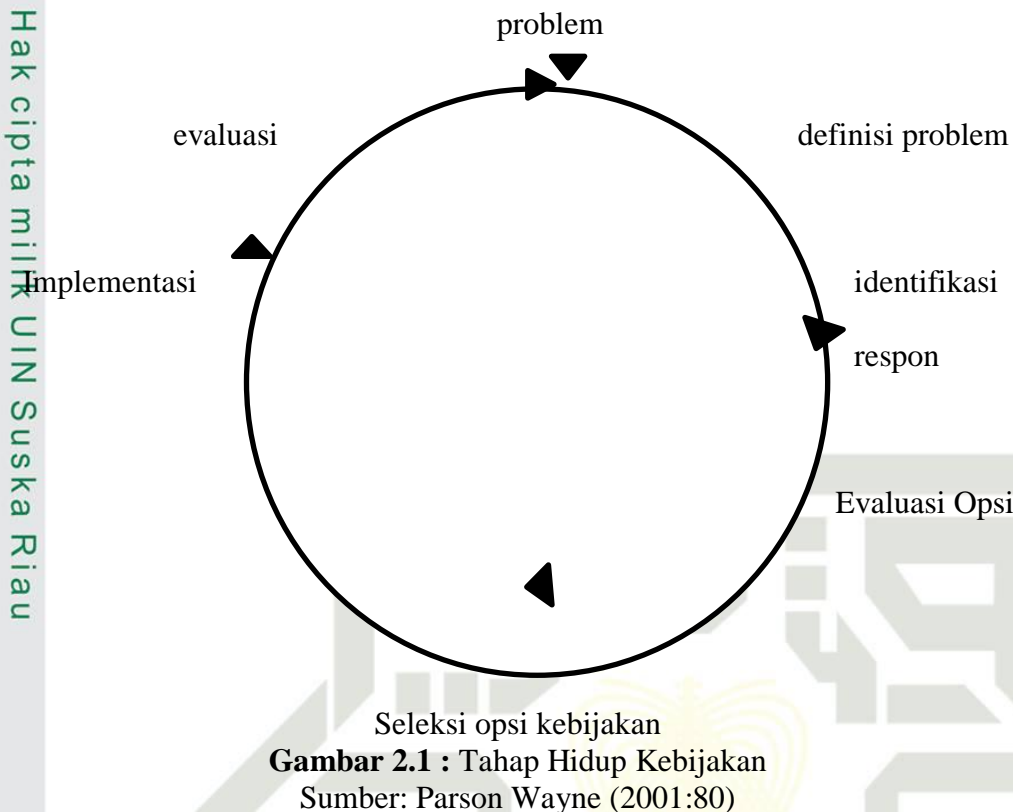 Hak cipta milik UIN Suska Riau
problem
evaluasi
definisi problem
Implementasi
identifikasi
respon
Evaluasi Opsi
Seleksi opsi kebijakan
Gambar 2.1 : Tahap Hidup Kebijakan
Sumber: Parson Wayne (2001:80)